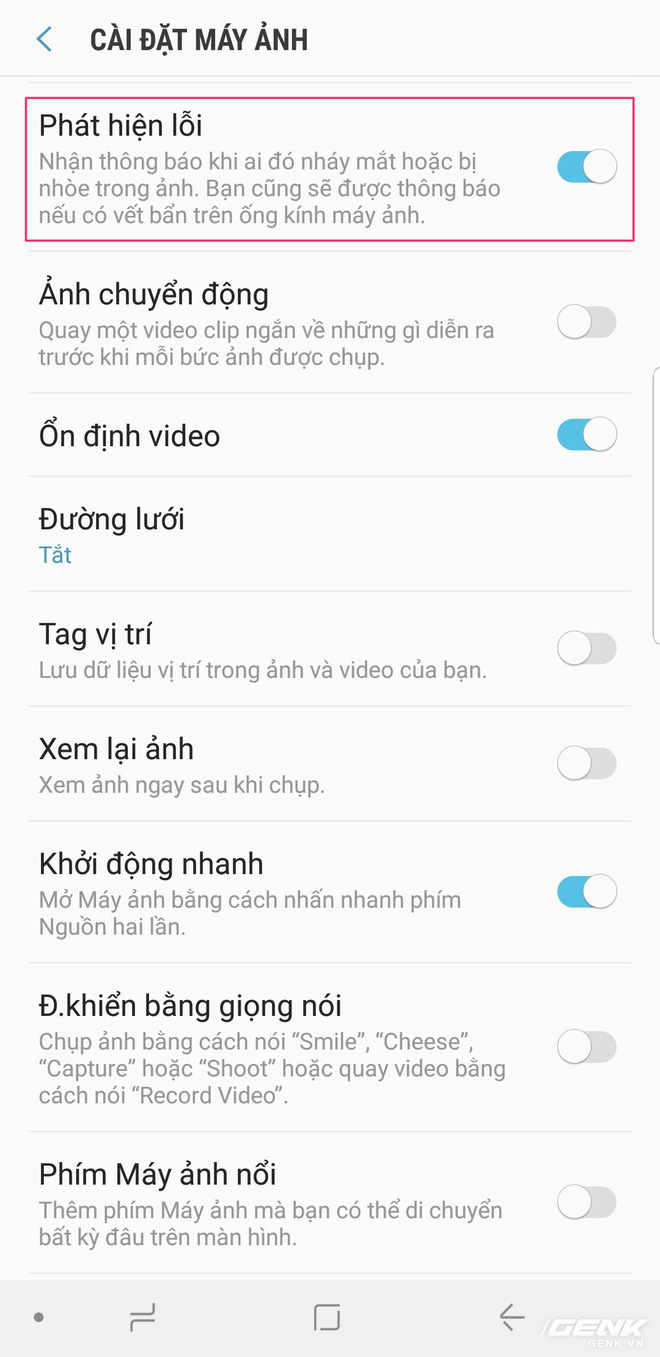 CÀI ĐẶT MÁY ẢNH
Phát hiện lỗi
Nhận thông báo khi ai đó nháy mắt hoặc bị
nhòe trong ảnh. Bạn cũng sẽ được thông báo
nếu có vết bẩn trên ống kính máy ảnh.
Ảnh chuyển động
Quay một video clip ngắn về những gì diễn ra
trước khi mỗi bức ảnh được chụp.
Ổn định video
Đường lưới
Tắt
Tag vị trí
Lưu dữ liệu vị trí trong ảnh và video của bạn.
Xem lại ảnh
Xem ảnh ngay sau khi chụp.
Khởi động nhanh
Mở Máy ảnh bằng cách nhấn nhanh phím
Nguồn hai lần.
Đ.khiển bằng giọng nói
Chụp ảnh bằng cách nói “Smile”, “Cheese”,
“Capture” hoặc “Shoot” hoặc quay video bằng
cách nói “Record Video”.
Phím Máy ảnh nổi
Thêm phím Máy ảnh mà bạn có thể di chuyển
bất kỳ đâu trên màn hình.
GENK
GENK.VN